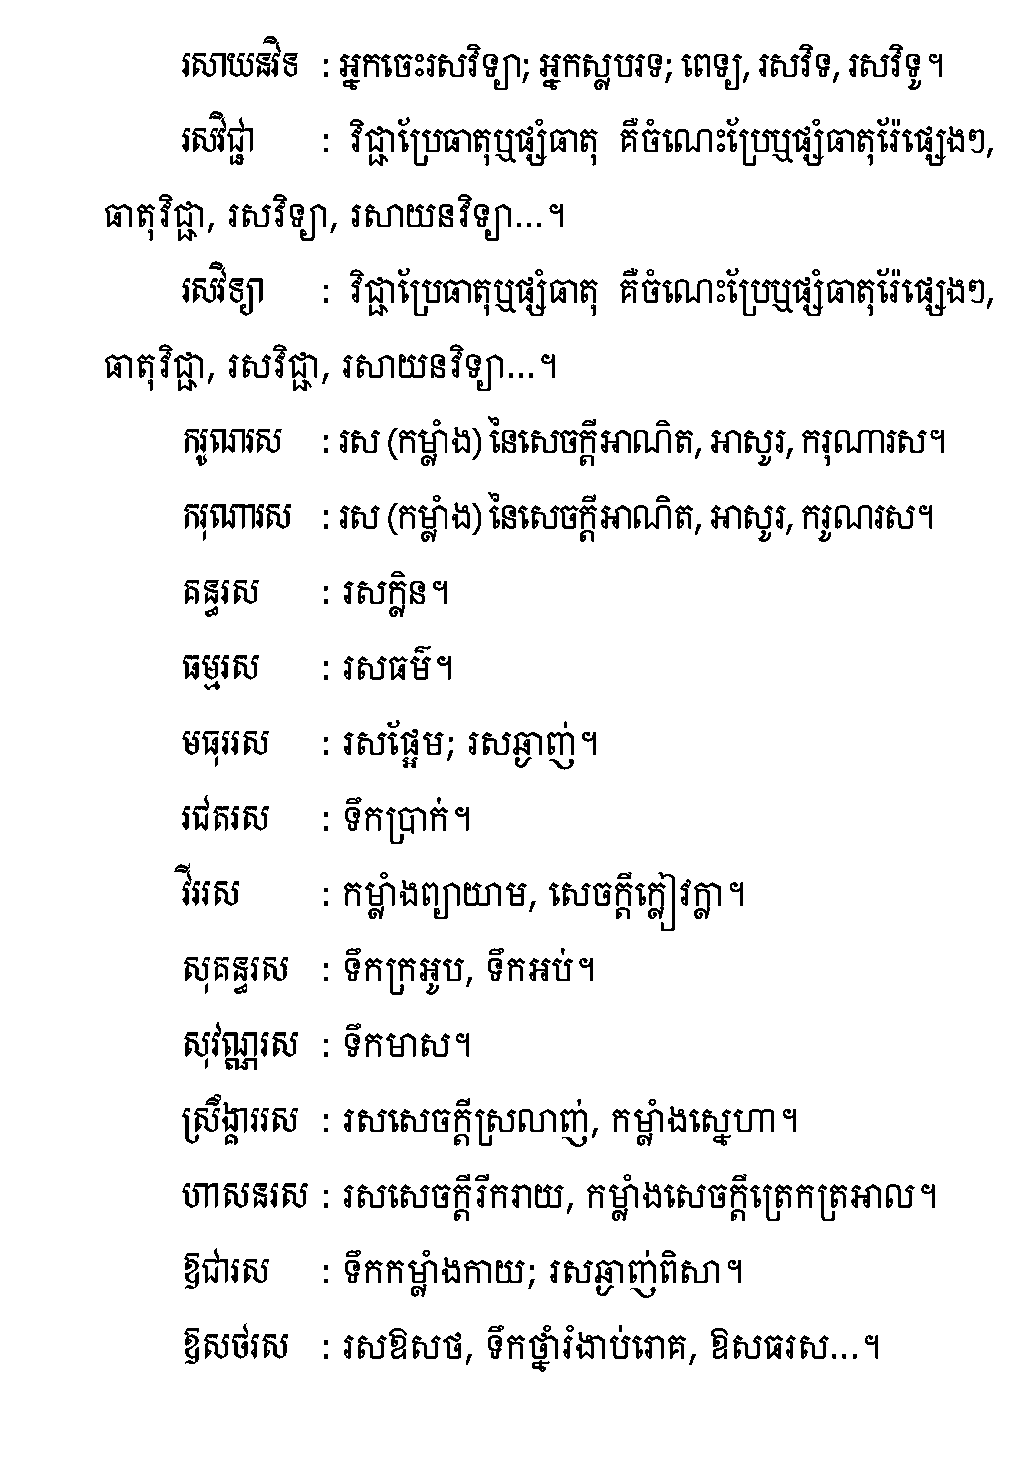 រសាយនវិទ : អ្នកចេះរសវិទ្យា; អ្នករស្លបរទ; ពេទ្យ, រសវិទ, រសវិទូ។
រសវិជ្ជា : វិជ្ជាប្រែធាតុឬផ្សំធាតុ គឺចំណេះប្រែឬផ្សំធាតុរ៉ែផ្សេងៗ,
ធាតុវិជ្ជា, រសវិទ្យា, រសាយនវិទ្យា...។
រសវិទ្យា : វិជ្ជាប្រែធាតុឬផ្សំធាតុ គឺចំណេះប្រែឬផ្សំធាតុរ៉ែផ្សេងៗ,
ធាតុវិជ្ជា, រសវិជ្ជា, រសាយនវិទ្យា...។
ករូណរស : រស (កម្លាំង) នៃសេចក្ដីអាណិត, អាសូរ, ករុណារស។
ករុណារស : រស (កម្លាំង) នៃសេចក្ដីអាណិត, អាសូរ, ករូណរស។
គន្ធរស : រសក្លិន។
ធម្មរស : រសធម៌។
មធុររស : រសផ្អែម; រសឆ្ងាញ់។
រជតរស : ទឹកប្រាក់។
វីររស : កម្លាំងព្យាយាម, សេចក្ដីក្លៀវក្លា។
សុគន្ធរស : ទឹកក្រអូប, ទឹកអប់។
សុវណ្ណរស : ទឹកមាស។
ស្រឹង្គាររស : រសសេចក្ដីស្រលាញ់, កម្លាំងស្នេហា។
ហាសនរស : រសសេចក្ដីរីករាយ, កម្លាំងសេចក្ដីត្រេកត្រអាល។
ឱជារស : ទឹកកម្លាំងកាយ; រសឆ្ងាញ់ពិសា។
ឱសថរស : រសឱសថ, ទឹកថ្នាំរំងាប់រោគ, ឱសធរស...។